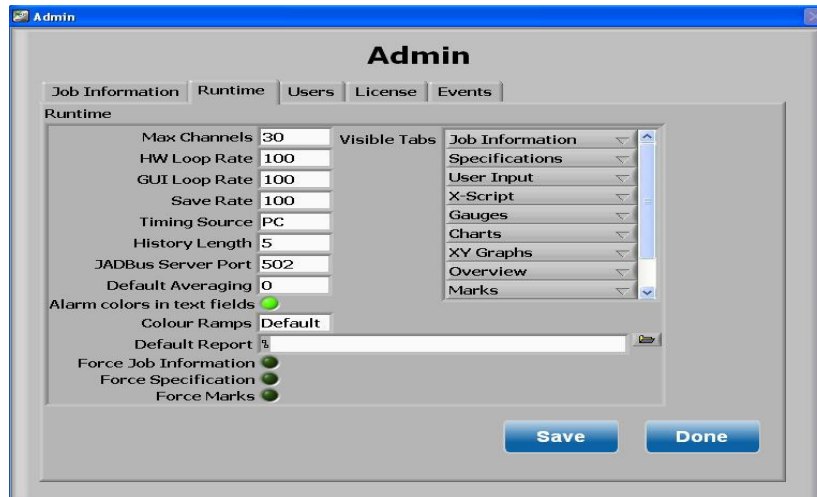 Admin
Admin
Job Information Runtime Users License Events
Runtime
Max Channels 30
HW Loop Rate 100
GUI Loop Rate 100
Save Rate 100
Timing Source PC
History Length 5
JADBus Server Port 502
Default Averaging 0
Alarm colors in text fields
Colour Ramps Default
Default Report %
Force Job Information
Force Specification
Force Marks
Visible Tabs
Job Information
Specifications
User Input
X-Script
Gauges
Charts
XY Graphs
Overview
Marks
Save Done